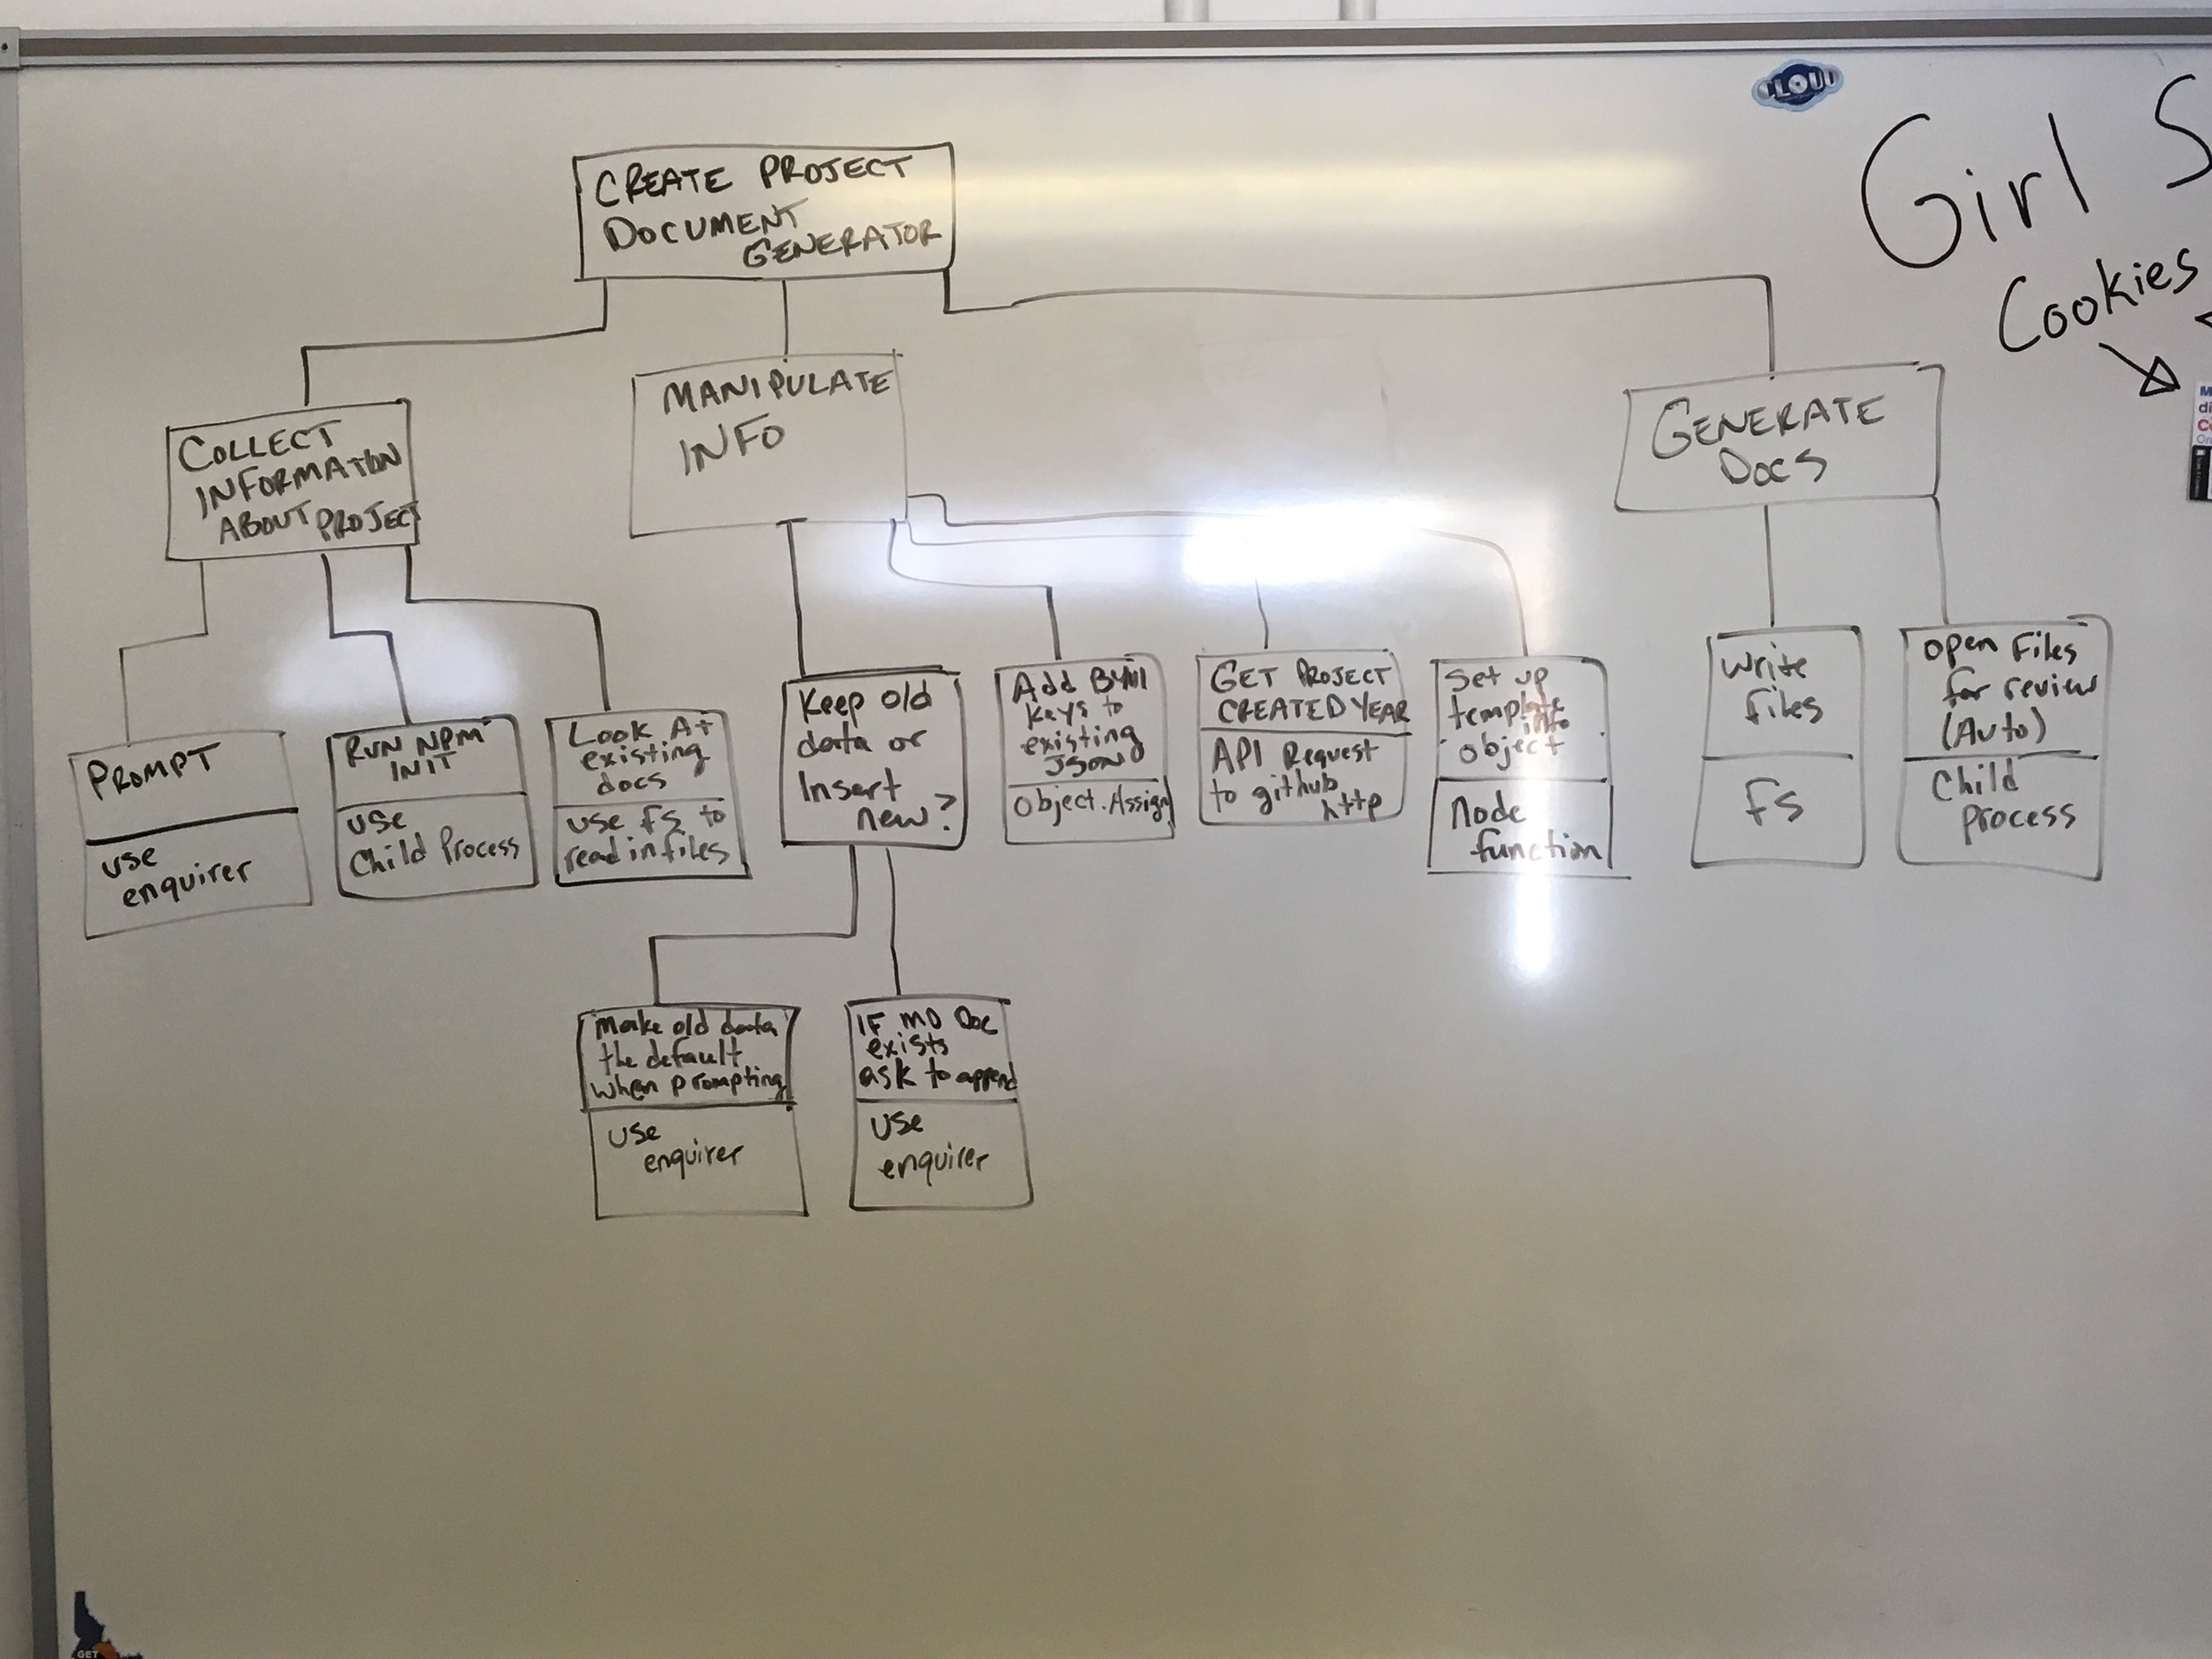 CREATE PROJECT
DOCUMENT
GENERATOR
Girl S
Cookies
COLLECT
INFORMATION
ABOUT PROJECT
MANIPULATE
INFO
GENERATE
DOCS
PROMPT
use
enquirer
RUN NPM
INIT
use
Child Process
Look At
existing
docs
use fs to
read in files
Keep old
data or
Insert
new?
Add
keys to
existing
JSON
Object.Assign
GET PROJECT
CREATED YEAR
API Request
to github
http
Set up
template
into
object
Node
function
Write
files
fs
open Files
for review
(Auto)
Child
process
Make old data
the default
when prompting
use
enquirer
IF MD Doc
exists
ask to append
use
enquirer
GET